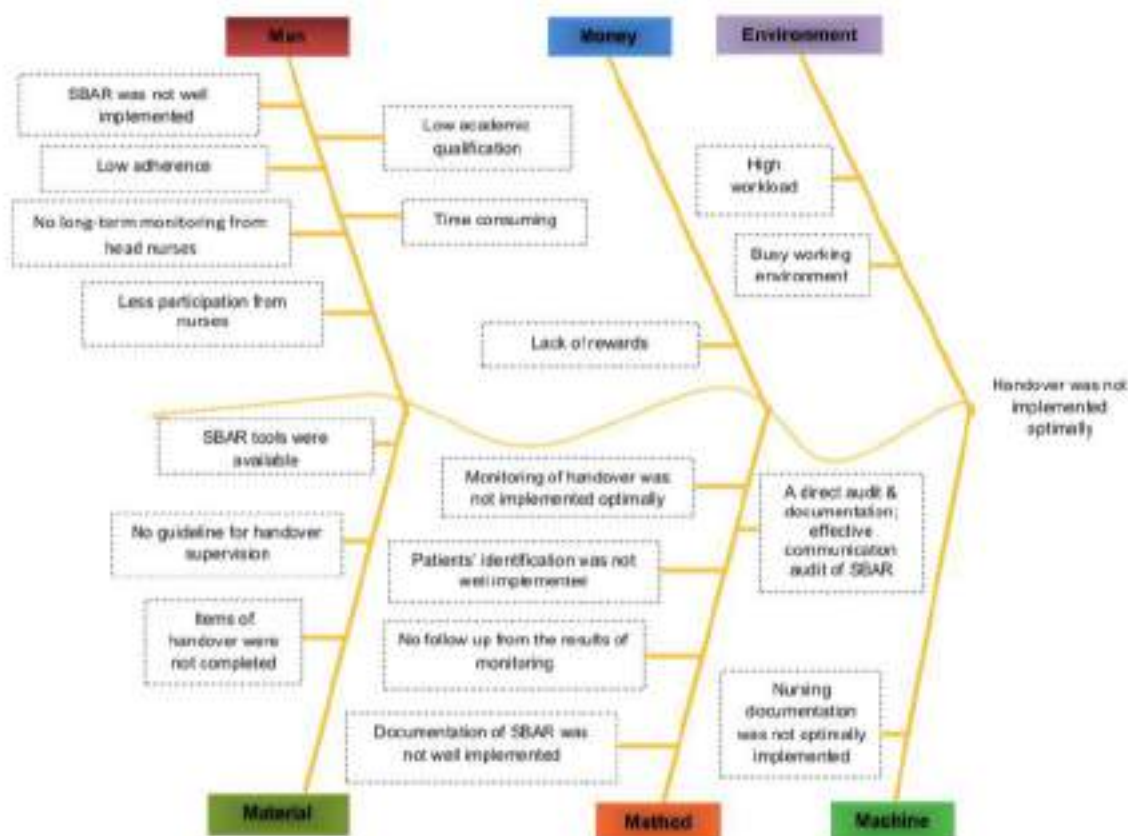 Man
Money
Environment
SBAR was not well
implemented
Low academic
qualification
Low adherence
High
workload
No long-term monitoring from
head nurses
Time consuming
Busy working
environment
Less participation from
nurses
Lack of rewards
Handover was not
implemented
optimally
SBAR tools were
available
Monitoring of handover was
not implemented optimally
A direct audit &
documentation;
effective
communication
audit of SBAR
No guideline for handover
supervision
Patients' identification was not
well implemented
Items of
handover were
not completed
No follow up from the results of
monitoring
Nursing
documentation
was not optimally
implemented
Documentation of SBAR was
not well implemented
Material
Method
Machine